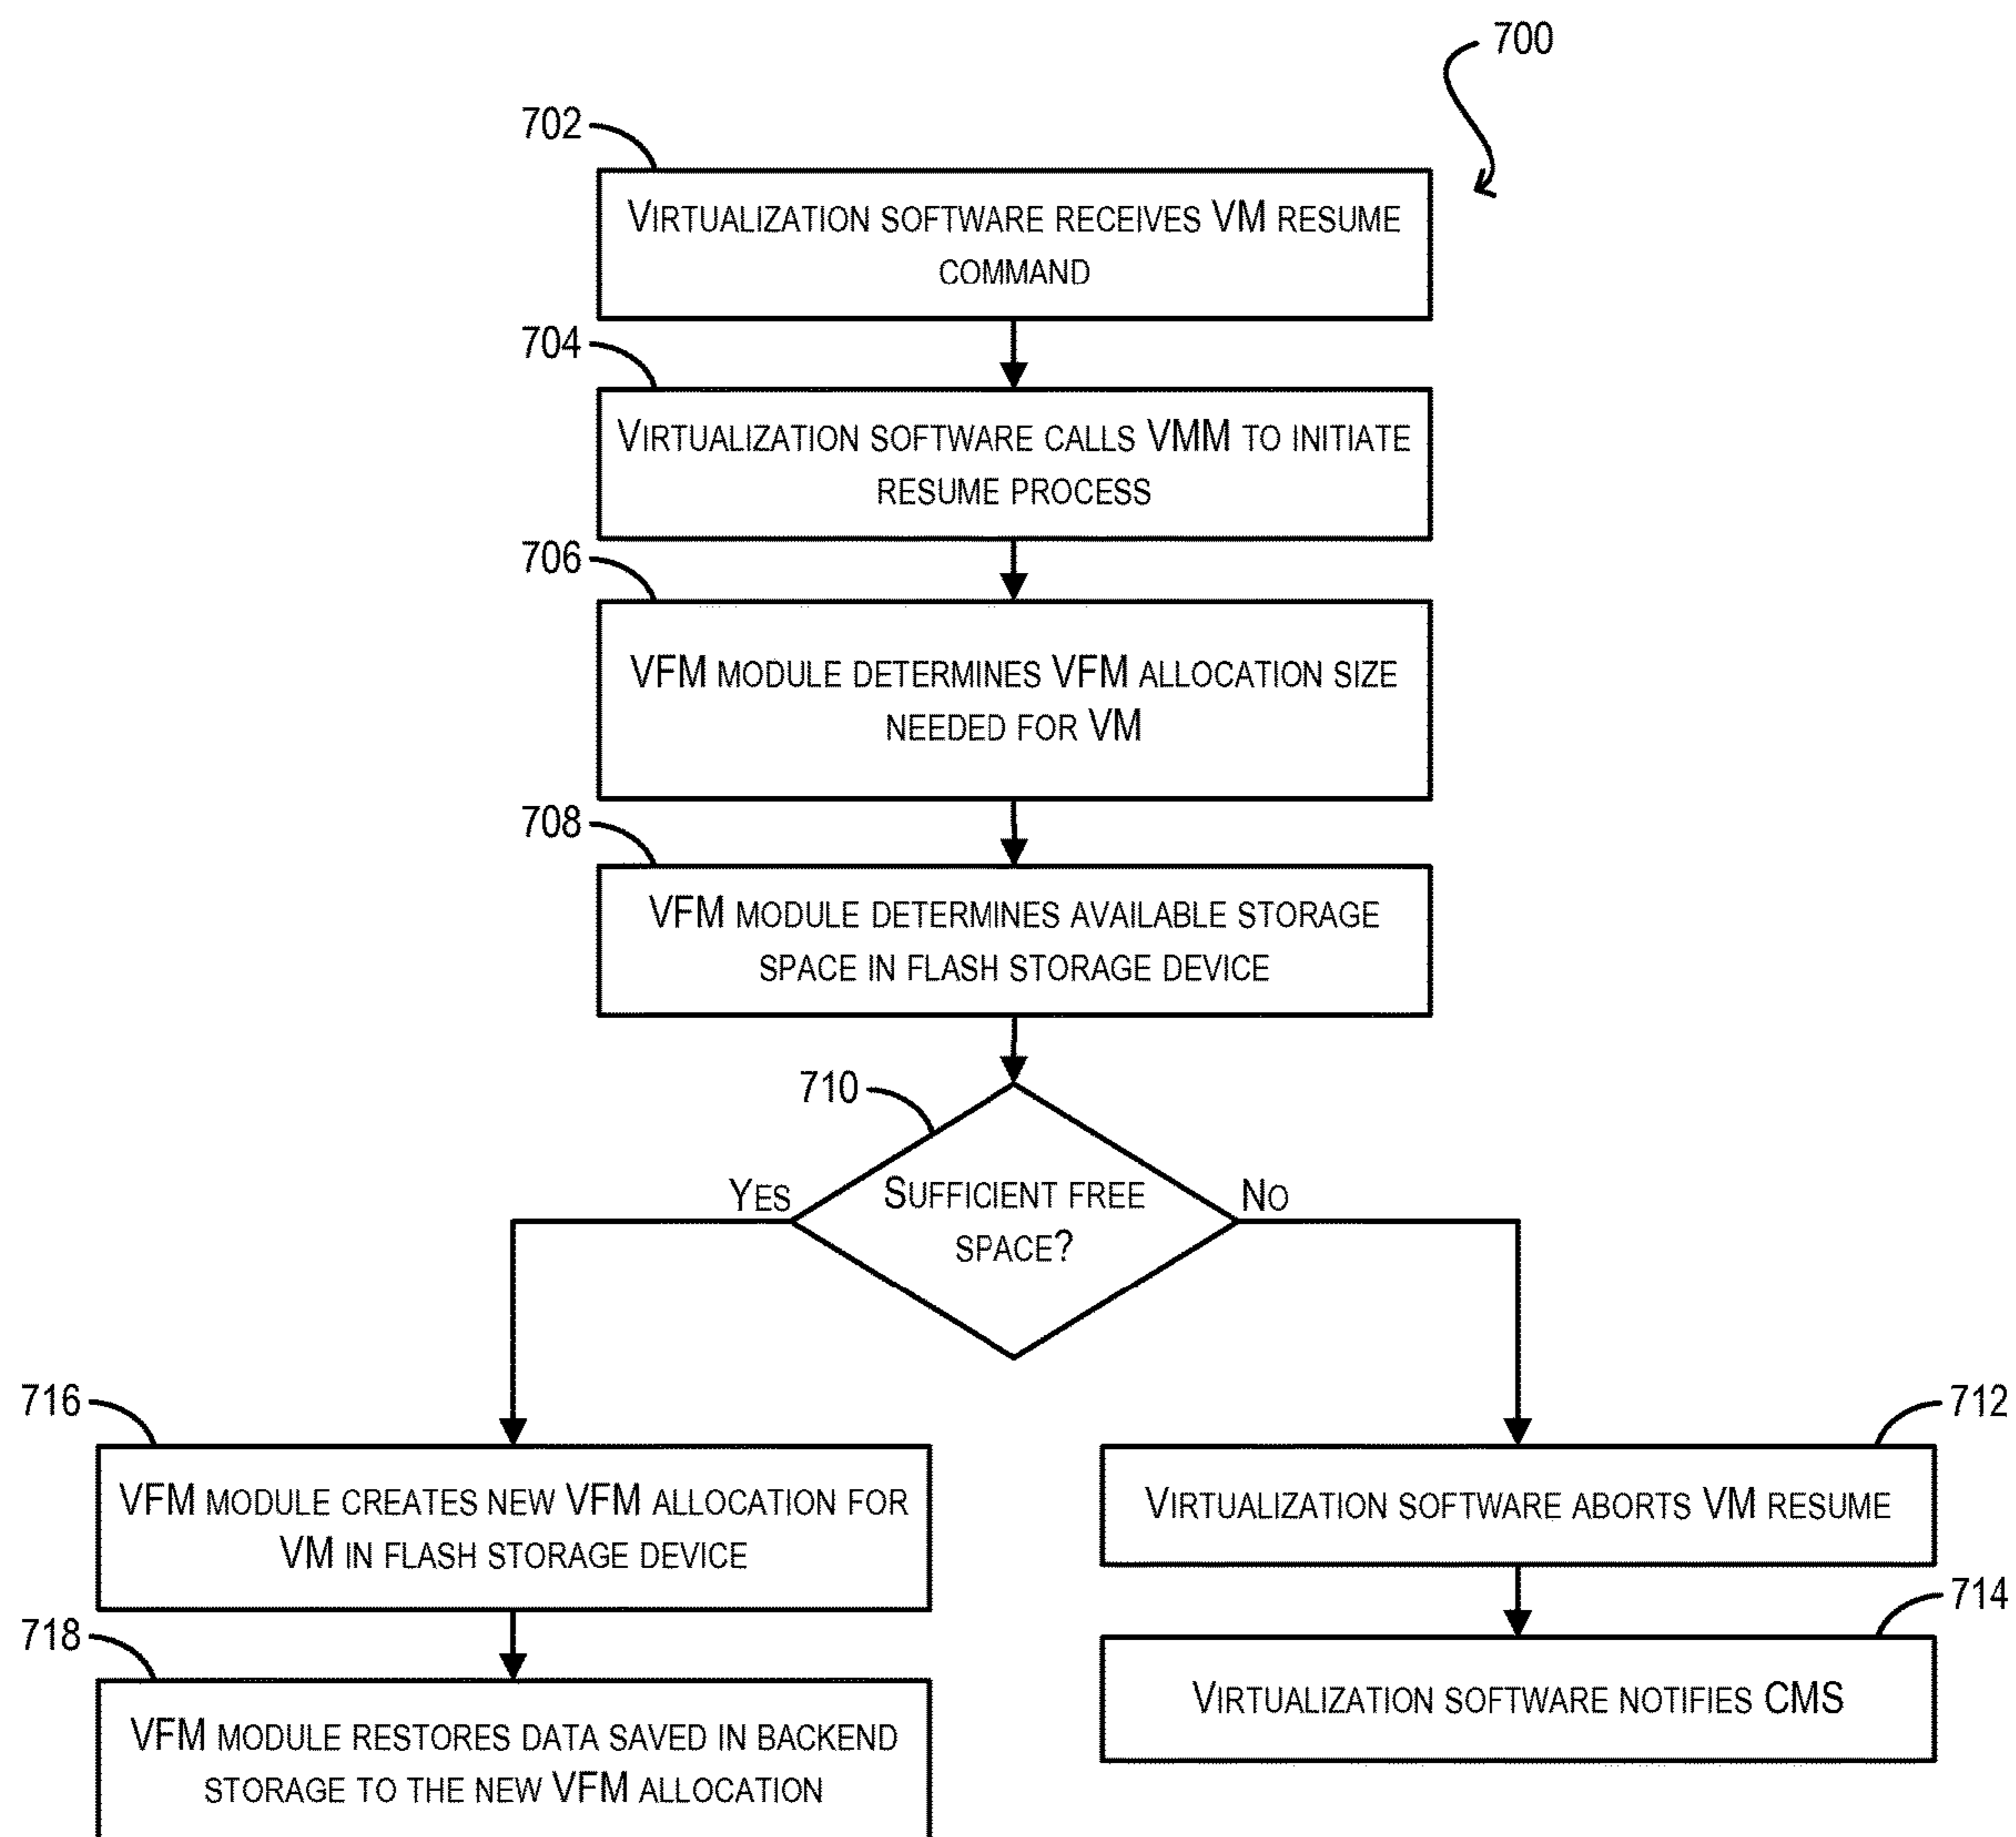 700
702
Virtualization software receives VM resume
command
704
Virtualization software calls VMM to initiate
resume process
706
VFM module determines VFM allocation size
needed for VM
708
VFM module determines available storage
space in flash storage device
710
Sufficient free
space?
Yes
No
716
VFM module creates new VFM allocation for
VM in flash storage device
712
Virtualization software aborts VM resume
718
VFM module restores data saved in backend
storage to the new VFM allocation
714
Virtualization software notifies CMS